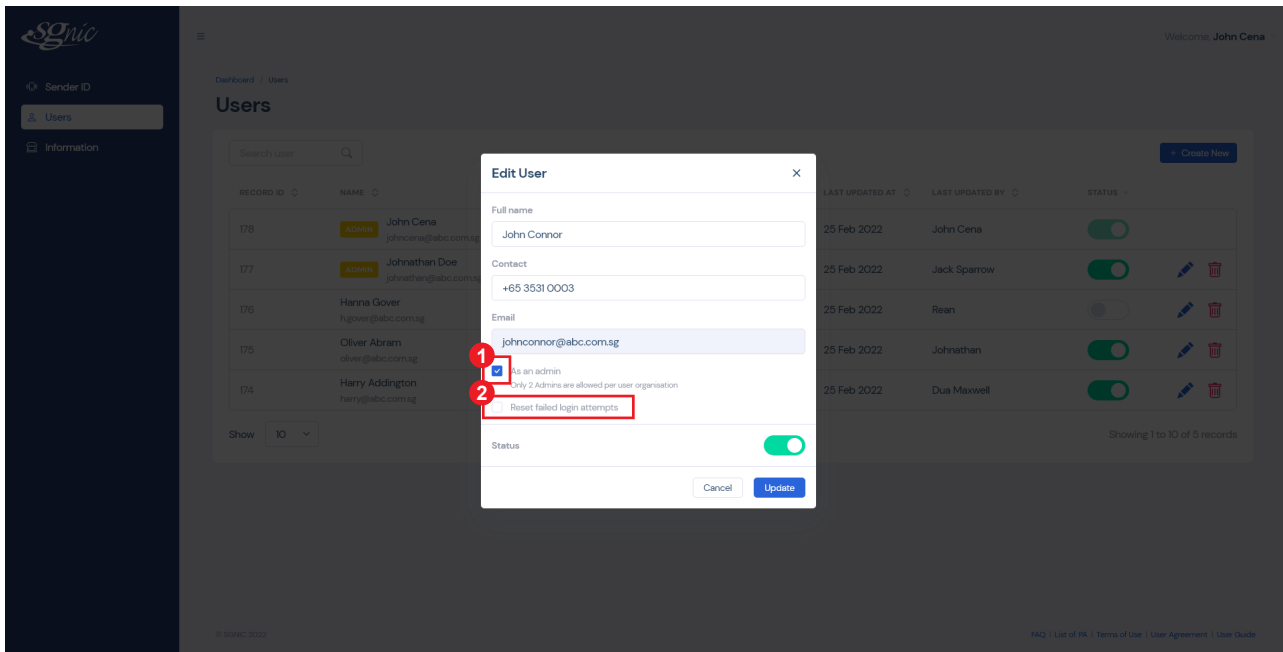 sgnic
Welcome, John Cena
Sender ID
Users
Information
Dashboard / Users
Users
Search user
+ Create New
RECORD ID NAME LAST UPDATED AT LAST UPDATED BY STATUS
178 ADMIN John Cena 25 Feb 2022 John Cena
johncena@abc.com.sg
177 ADMIN Johnathan Doe 25 Feb 2022 Jack Sparrow
johnathan@abc.com.sg
176 Hanna Gover 25 Feb 2022 Rean
h.gover@abc.com.sg
175 Oliver Abram 25 Feb 2022 Johnathan
oliver@abc.com.sg
174 Harry Addington 25 Feb 2022 Dua Maxwell
harry@abc.com.sg
Show 10
Showing 1 to 10 of 5 records
Edit User
Full name
John Connor
Contact
+65 3531 0003
Email
johnconnor@abc.com.sg
1
As an admin
Only 2 Admins are allowed per user organisation
2
Reset failed login attempts
Status
Cancel Update
© SGNIC 2022
FAQ | List of PA | Terms of Use | User Agreement | User Guide